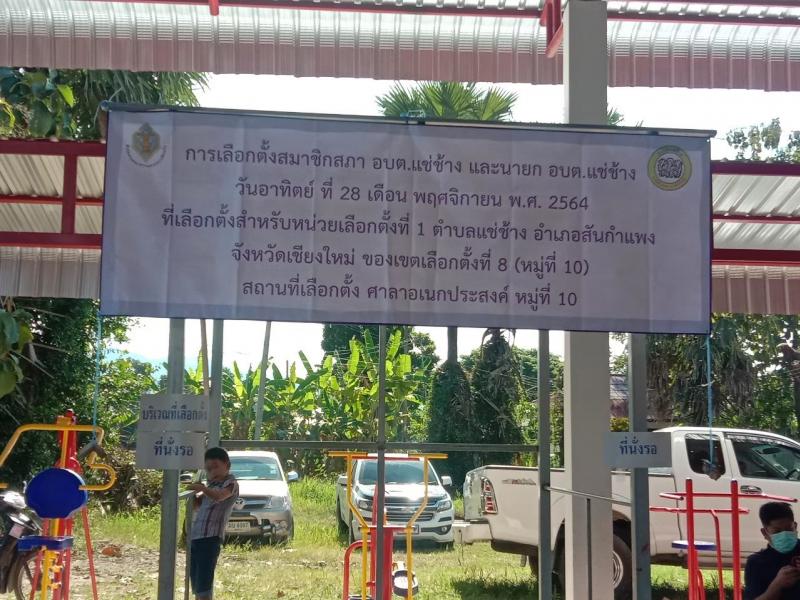 การเลือกตั้งสมาชิกสภา อบต.แช่ช้าง และนายก อบต.แช่ช้าง
วันอาทิตย์ ที่ 28 เดือน พฤศจิกายน พ.ศ. 2564
ที่เลือกตั้งสำหรับหน่วยเลือกตั้งที่ 1 ตำบลแช่ช้าง อำเภอสันกำแพง
จังหวัดเชียงใหม่ ของเขตเลือกตั้งที่ 8 (หมู่ที่ 10)
สถานที่เลือกตั้ง ศาลาอเนกประสงค์ หมู่ที่ 10
บริเวณที่เลือกตั้ง
ที่นั่งรอ
ที่นั่งรอ